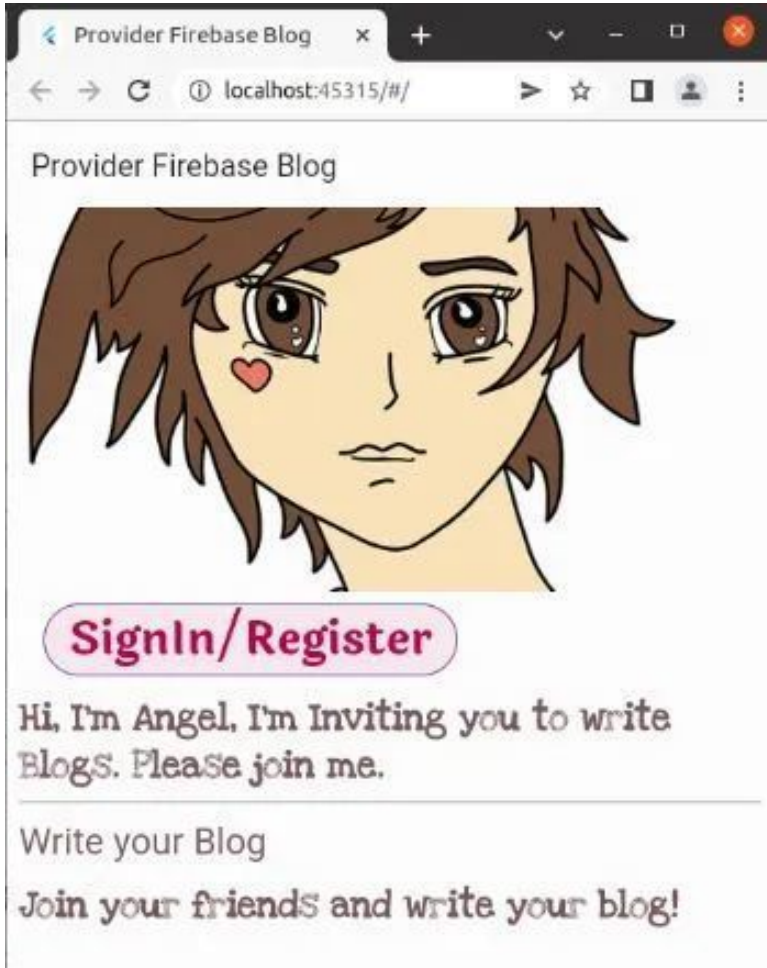 Provider Firebase Blog
localhost:45315/#/
Provider Firebase Blog
SignIn/Register
Hi, I'm Angel, I'm Inviting you to write
Blogs. Please join me.
Write your Blog
Join your friends and write your blog!